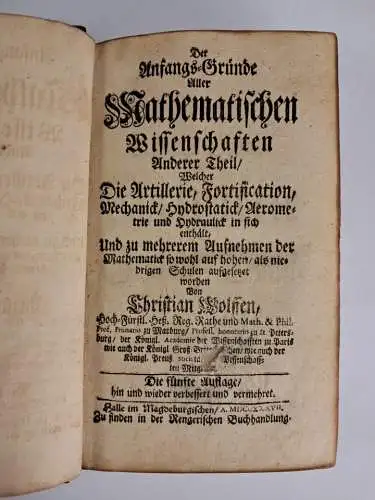 Der
Anfangs-Gründe
Aller
Mathematischen
Wissenschaften
Anderer Theil/
Welcher
Die Artillerie, Fortification,
Mechanick/ Hydrostatick/ Aerome-
trie und Hydraulick in sich
enthält,
Und zu mehrerem Aufnehmen der
Mathematick so wohl auf hohen/ als nie-
drigen Schulen aufgesetzet
worden
Von
Christian Wolffen,
Hoch-Fürstl. Heß. Reg. Rathe und Math. & Phil.
Prof. Primario zu Marburg/ Profess. honorario zu St. Peters-
burg/ der Königl. Academie der Wissenschafften zu Paris
wie auch der Königl Groß wie auch der
Königl. Preuß Societ Wissenschaff-
ten
Die fünfte Auflage/
hin und wieder verbessert und vermehret.
Halle im Magdeburgischen/ A.
Zu finden in der Rengerischen Buchhandlung.